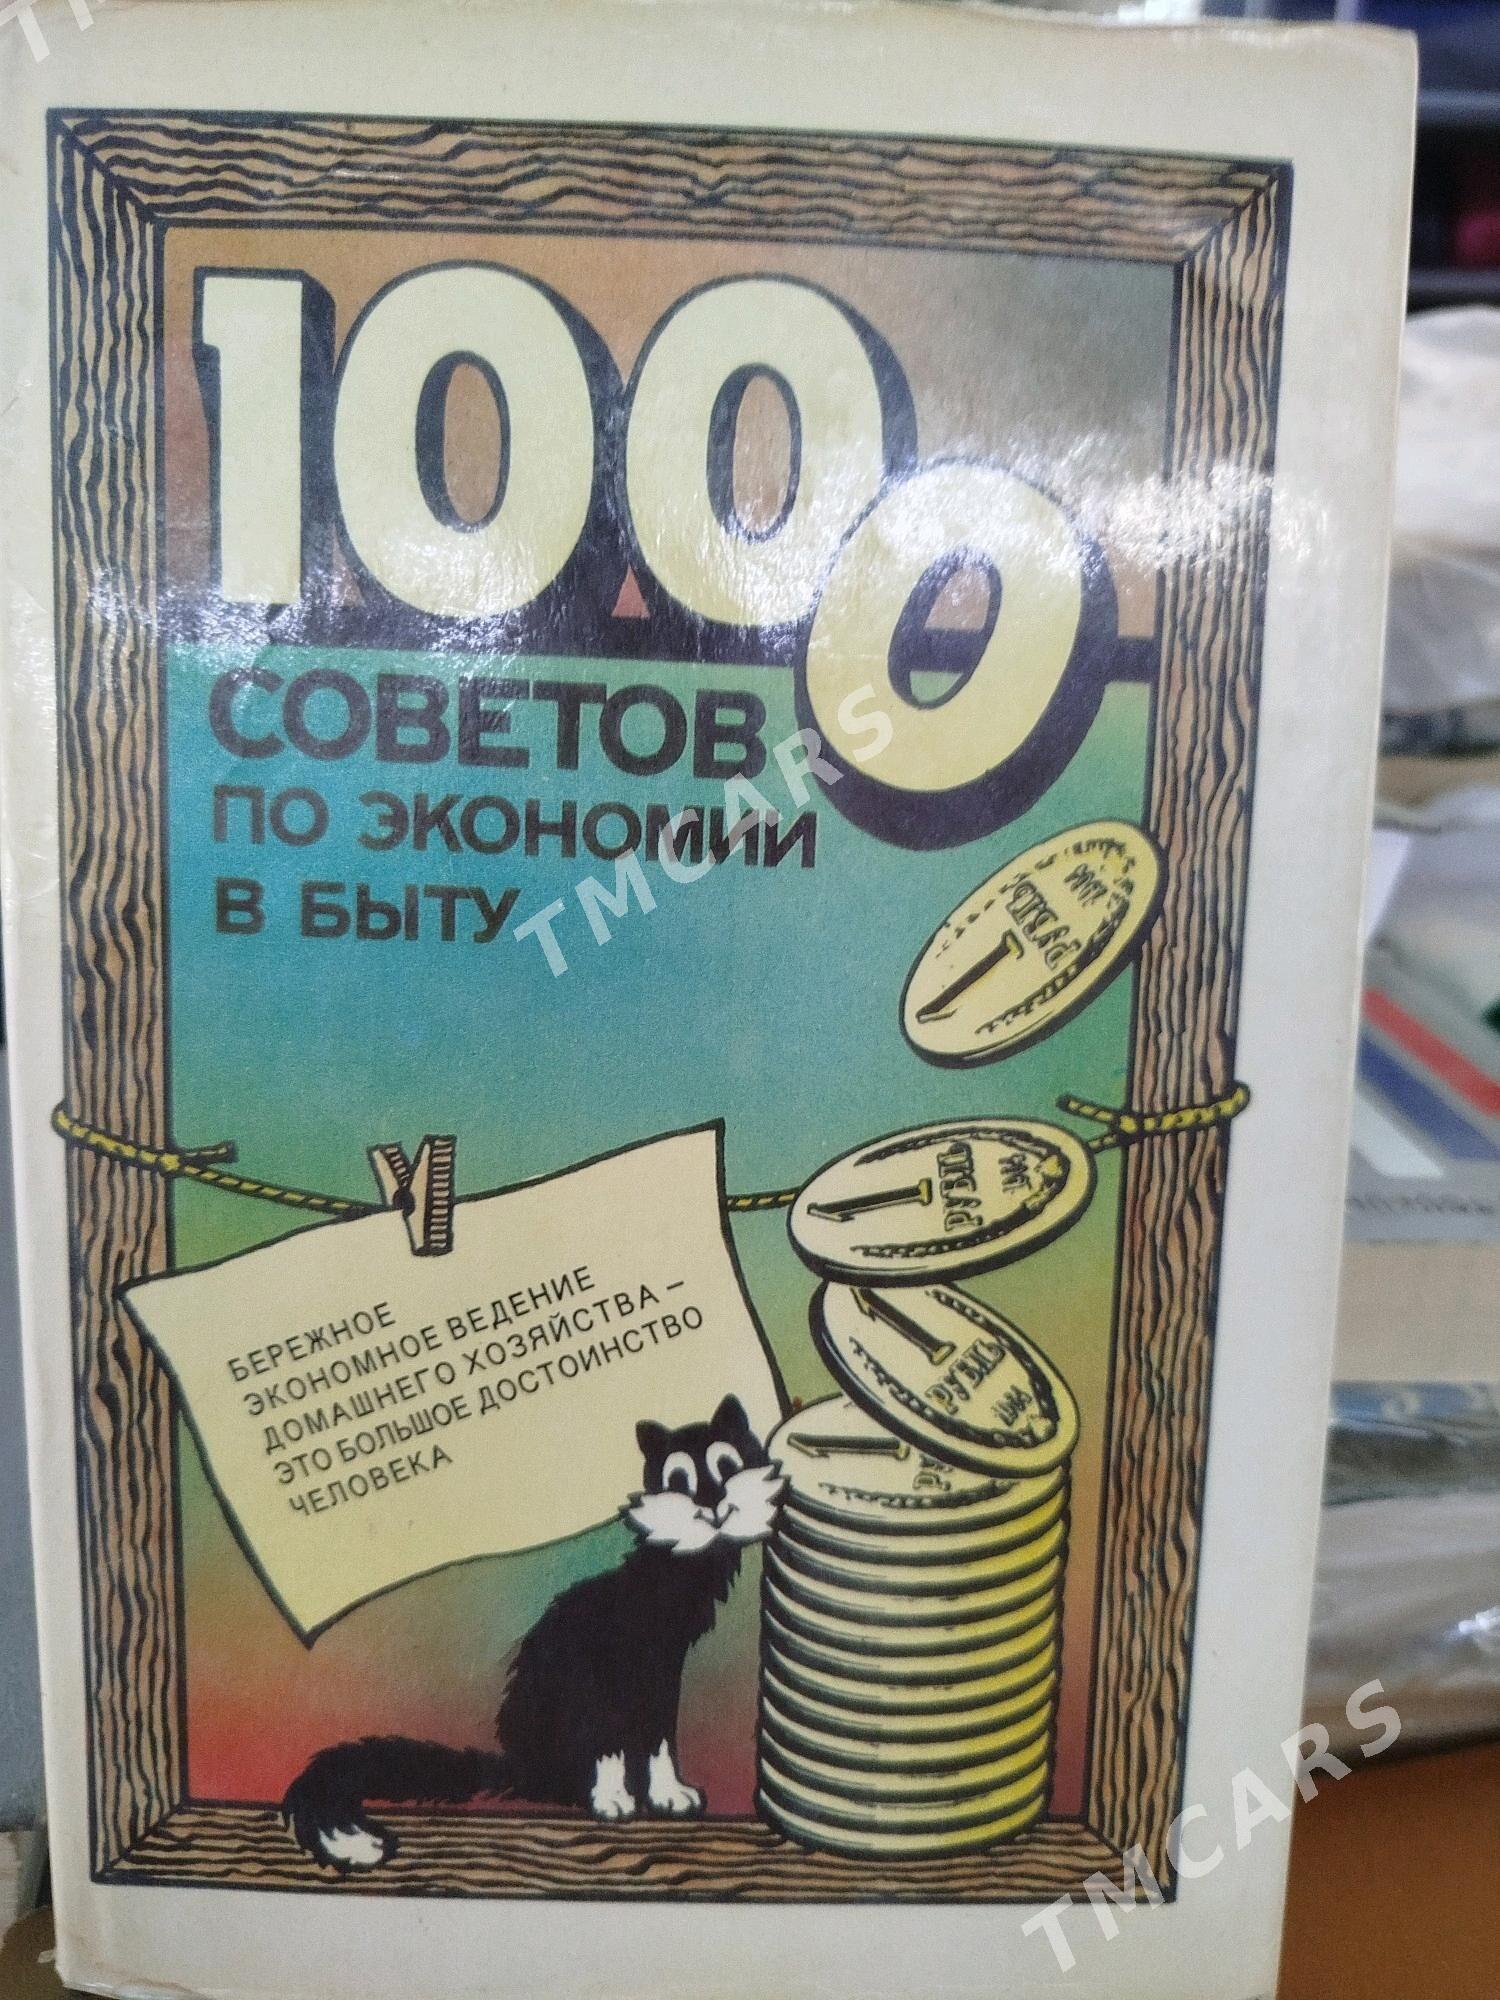 1000
СОВЕТОВ
ПО ЭКОНОМИИ
В БЫТУ
1
РУБЛЬ
1
РУБЛЬ
1
РУБЛЬ
1
БЕРЕЖНОЕ
ЭКОНОМНОЕ ВЕДЕНИЕ
ДОМАШНЕГО ХОЗЯЙСТВА –
ЭТО БОЛЬШОЕ ДОСТОИНСТВО
ЧЕЛОВЕКА
TMCARS
TMCARS